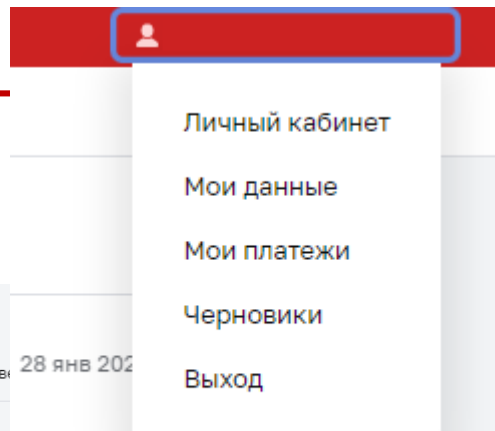 Личный кабинет
Мои данные
Мои платежи
Черновики
28 янв 202
Выход